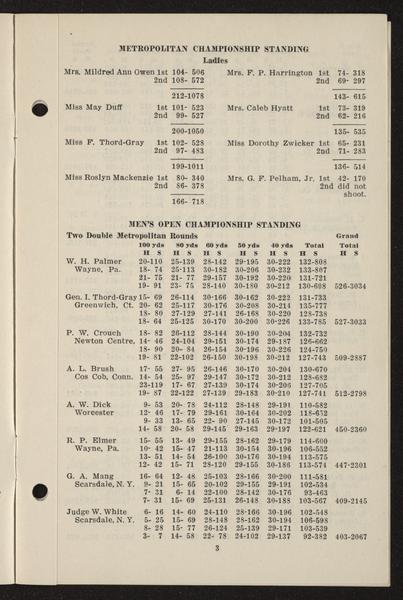 METROPOLITAN CHAMPIONSHIP STANDING
Ladies
Mrs. Mildred Ann Owen 1st 104- 506 Mrs. F. P. Harrington 1st 74- 318
2nd 108- 572 2nd 69- 297
212-1078 143- 615
Miss May Duff 1st 101- 523 Mrs. Caleb Hyatt 1st 73- 319
2nd 99- 527 2nd 62- 216
200-1050 135- 535
Miss F. Thord-Gray 1st 102- 528 Miss Dorothy Zwicker 1st 65- 231
2nd 97- 483 2nd 71- 283
199-1011 136- 514
Miss Roslyn Mackenzie 1st 80- 340 Mrs. G. F. Pelham, Jr. 1st 42- 170
2nd 86- 378 2nd did not
166- 718 shoot.
MEN'S OPEN CHAMPIONSHIP STANDING
Two Double Metropolitan Rounds Grand
100 yds 80 yds 60 yds 50 yds 40 yds Total Total
H S H S H S H S H S H S H S
W. H. Palmer 20-110 25-139 28-142 29-195 30-222 132-808
Wayne, Pa. 18- 74 25-113 30-182 30-206 30-232 133-807
21- 75 21- 77 29-157 30-192 30-220 131-721
19- 91 23- 75 28-140 30-180 30-212 130-698 526-3034
Gen. I. Thord-Gray 15- 69 26-114 30-166 30-162 30-222 131-733
Greenwich, Ct. 20- 62 25-117 30-176 30-208 30-214 135-777
18- 80 27-129 27-141 26-168 30-220 128-738
18- 64 25-125 30-170 30-200 30-226 133-785 527-3033
P. W. Crouch 18- 82 26-112 28-144 30-190 30-204 132-732
Newton Centre, 14- 46 24-104 29-151 30-174 29-187 126-662
18- 90 20- 84 26-154 30-196 30-226 124-750
19- 81 22-102 26-150 30-198 30-212 127-743 509-2887
A. L. Brush 17- 55 27- 95 26-146 30-170 30-204 130-670
Cos Cob, Conn. 14- 54 25- 97 29-147 30-172 30-212 128-682
23-119 17- 67 27-139 30-174 30-206 127-705
19- 87 22-122 27-139 29-183 30-210 127-741 512-2798
A. W. Dick 9- 53 20- 78 24-112 28-148 29-191 110-582
Worcester 12- 46 17- 79 29-161 30-164 30-202 118-652
9- 33 13- 65 22- 90 27-145 30-172 101-505
14- 58 20- 58 29-145 29-163 29-197 122-621 450-2360
R. P. Elmer 15- 55 13- 49 29-155 28-162 29-179 114-600
Wayne, Pa. 10- 42 15- 47 21-113 30-154 30-196 106-552
13- 51 14- 54 26-100 30-176 30-194 113-575
12- 42 15- 71 28-120 29-155 30-186 113-574 447-2301
G. A. Mang 16- 64 12- 48 25-103 28-166 30-200 111-581
Scarsdale, N. Y. 9- 21 15- 65 20-102 29-155 29-191 102-534
7- 31 6- 14 22-100 28-142 30-176 93-463
7- 31 15- 69 25-131 26-148 30-188 103-567 409-2145
Judge W. White 6- 16 14- 60 24-110 28-166 30-196 102-548
Scarsdale, N. Y. 5- 25 15- 69 28-148 28-162 30-194 106-598
8- 28 15- 77 26-124 25-139 29-171 103-539
3- 7 14- 58 22- 78 24-102 29-137 92-382 403-2067
3